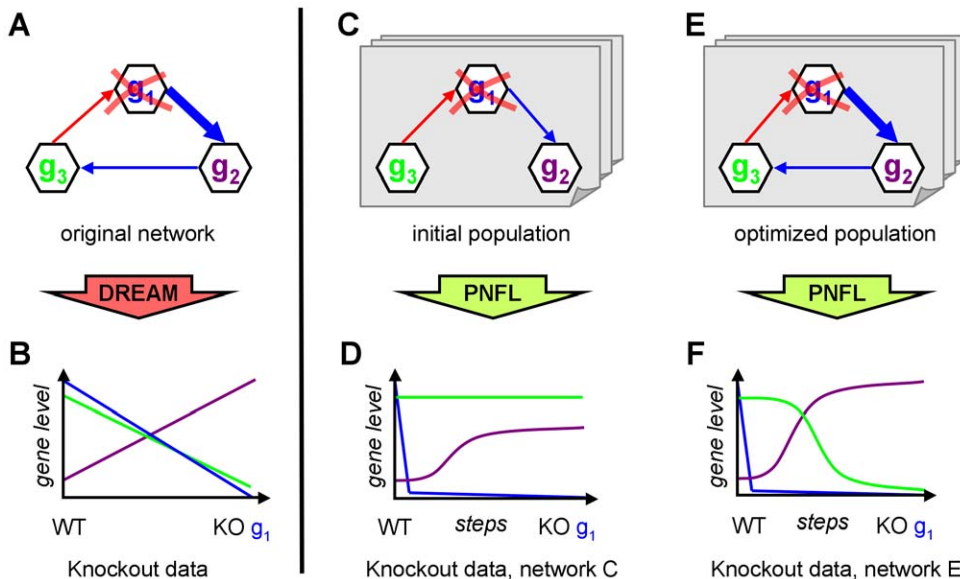 A
g1
g3
g2
original network
DREAM
B
gene level
WT
KO g1
Knockout data
C
g1
g3
g2
initial population
PNFL
D
gene level
WT
steps
KO g1
Knockout data, network C
E
g1
g3
g2
optimized population
PNFL
F
gene level
WT
steps
KO g1
Knockout data, network E